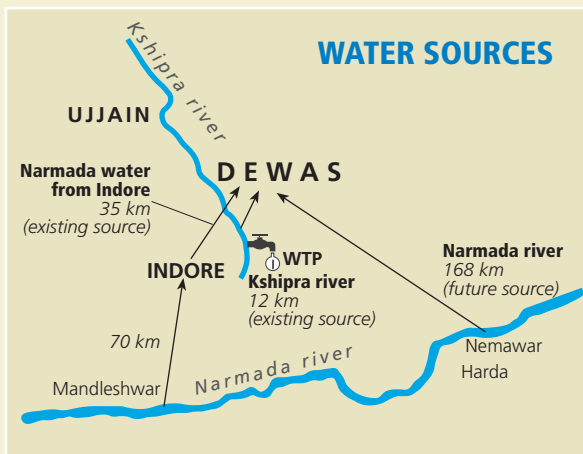 WATER SOURCES
Kshipra river
UJJAIN
DEWAS
Narmada water
from Indore
35 km
(existing source)
INDORE
WTP
Kshipra river
12 km
(existing source)
Narmada river
168 km
(future source)
70 km
Nemawar
Harda
Mandleshwar
Narmada river